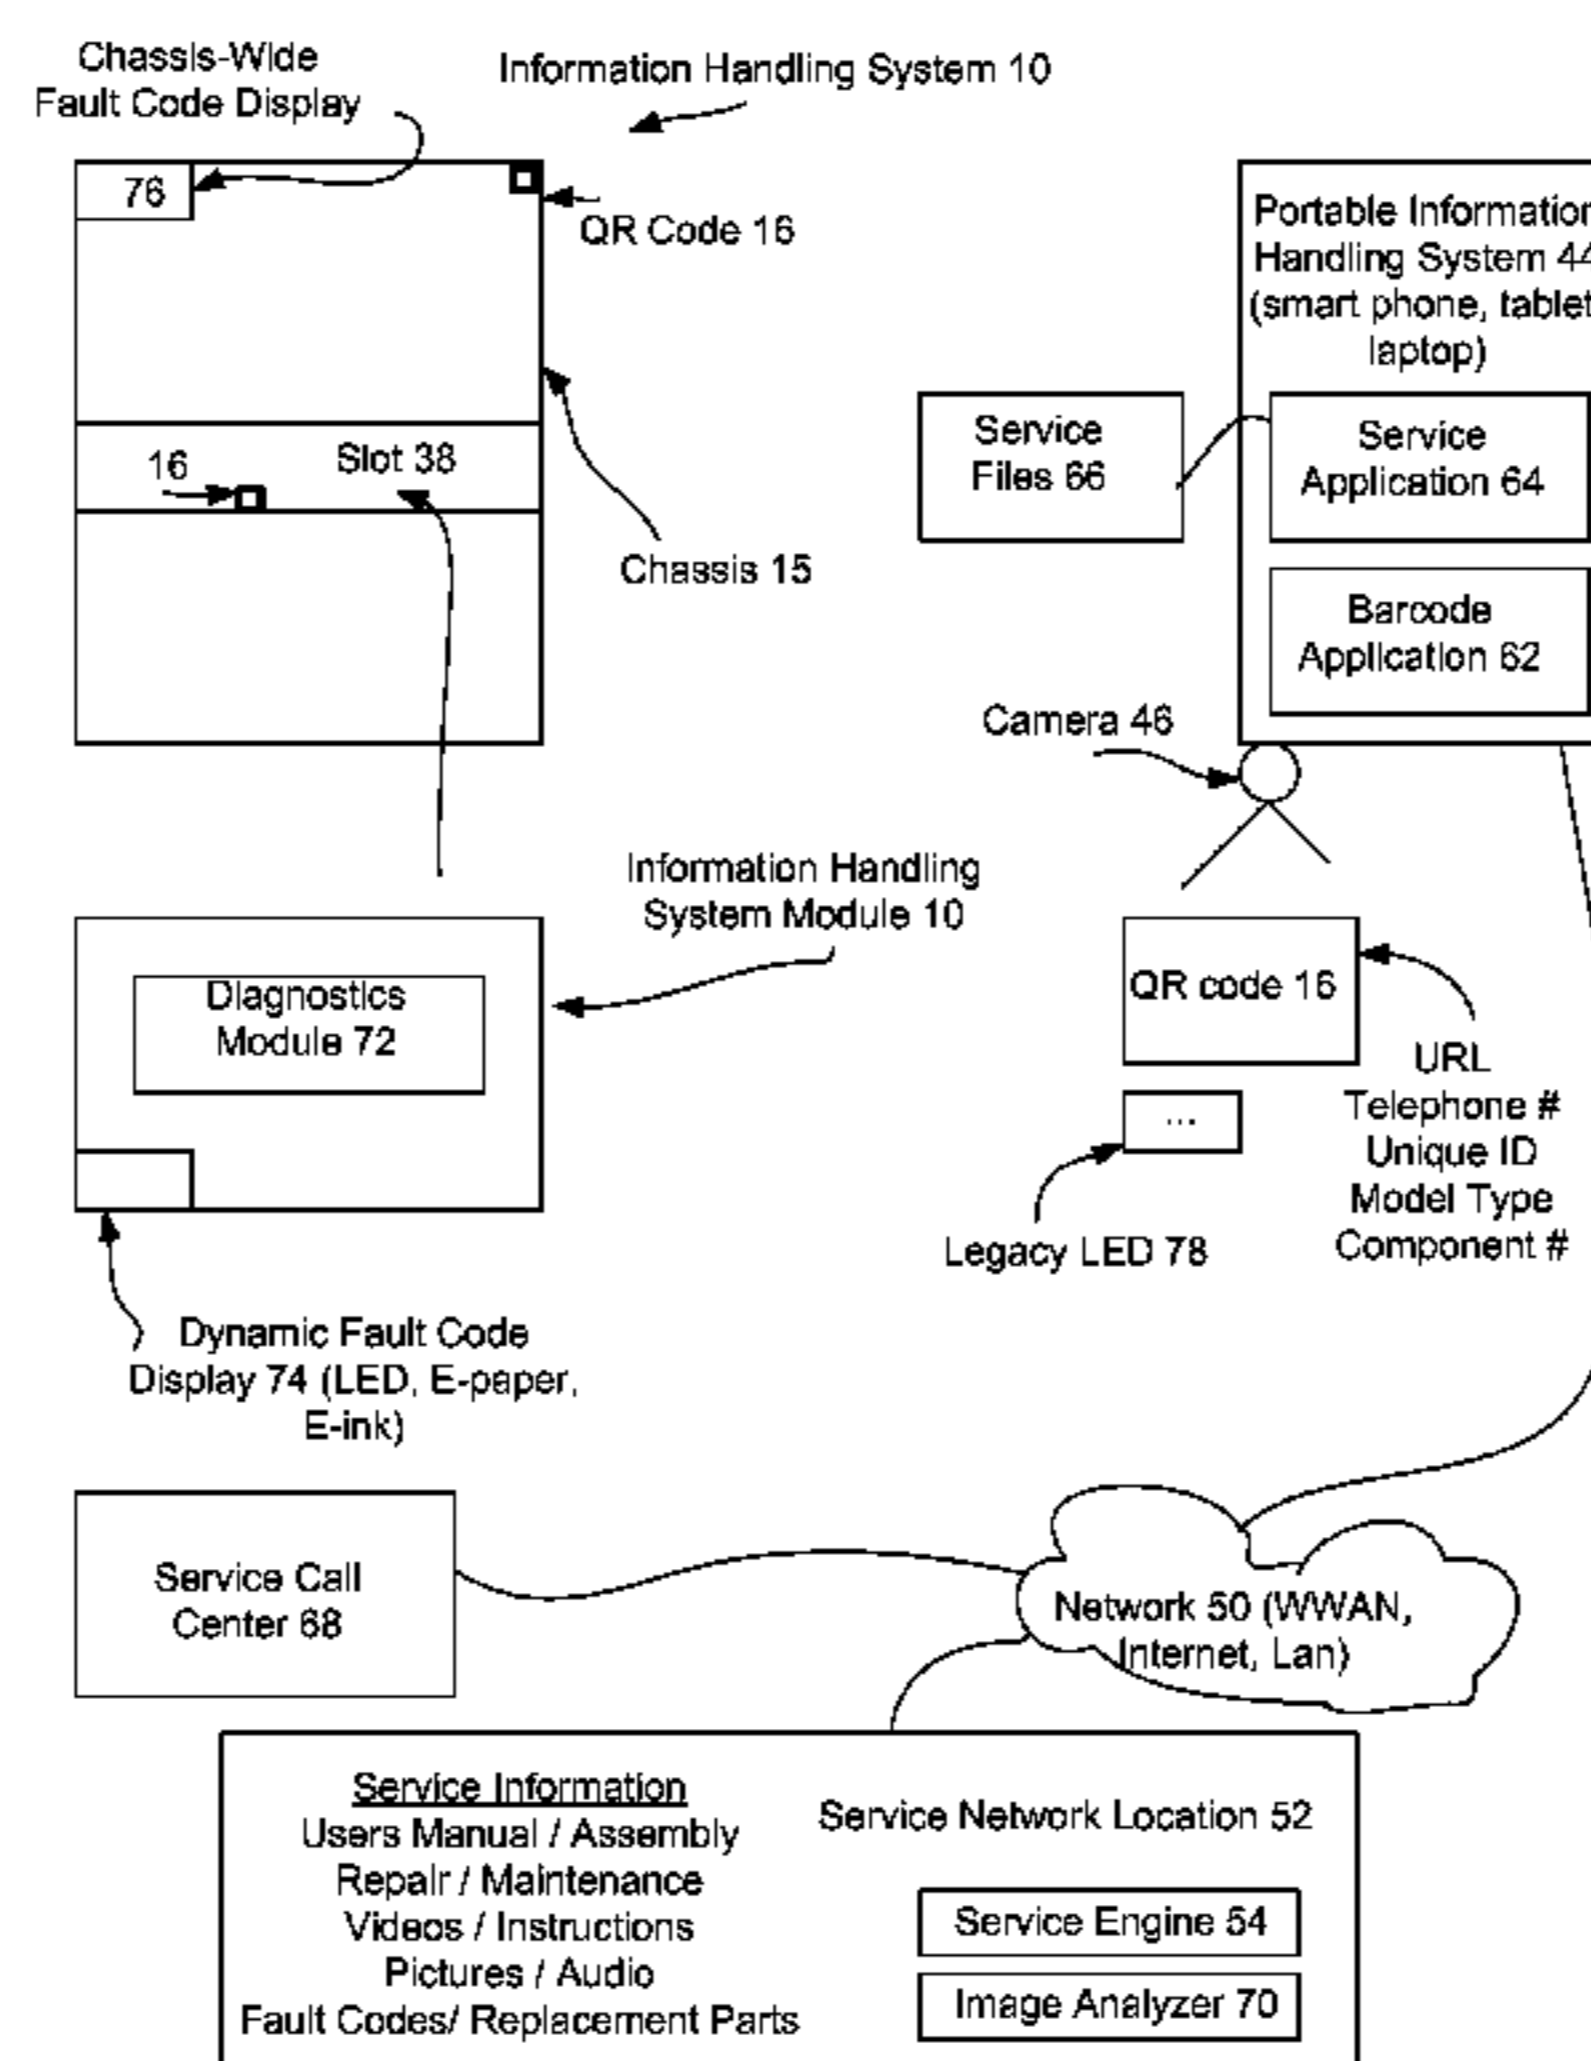 Chassis-Wide
Fault Code Display
Information Handling System 10
76
QR Code 16
Portable Information
Handling System 44
(smart phone, tablet
laptop)
16
Slot 38
Service
Files 66
Service
Application 64
Chassis 15
Barcode
Application 62
Camera 46
Information Handling
System Module 10
Diagnostics
Module 72
QR code 16
URL
Telephone #
Unique ID
Model Type
Component #
...
Legacy LED 78
Dynamic Fault Code
Display 74 (LED, E-paper,
E-ink)
Service Call
Center 68
Network 50 (WWAN,
Internet, Lan)
Service Information
Users Manual / Assembly
Repair / Maintenance
Videos / Instructions
Pictures / Audio
Fault Codes/ Replacement Parts
Service Network Location 52
Service Engine 54
Image Analyzer 70